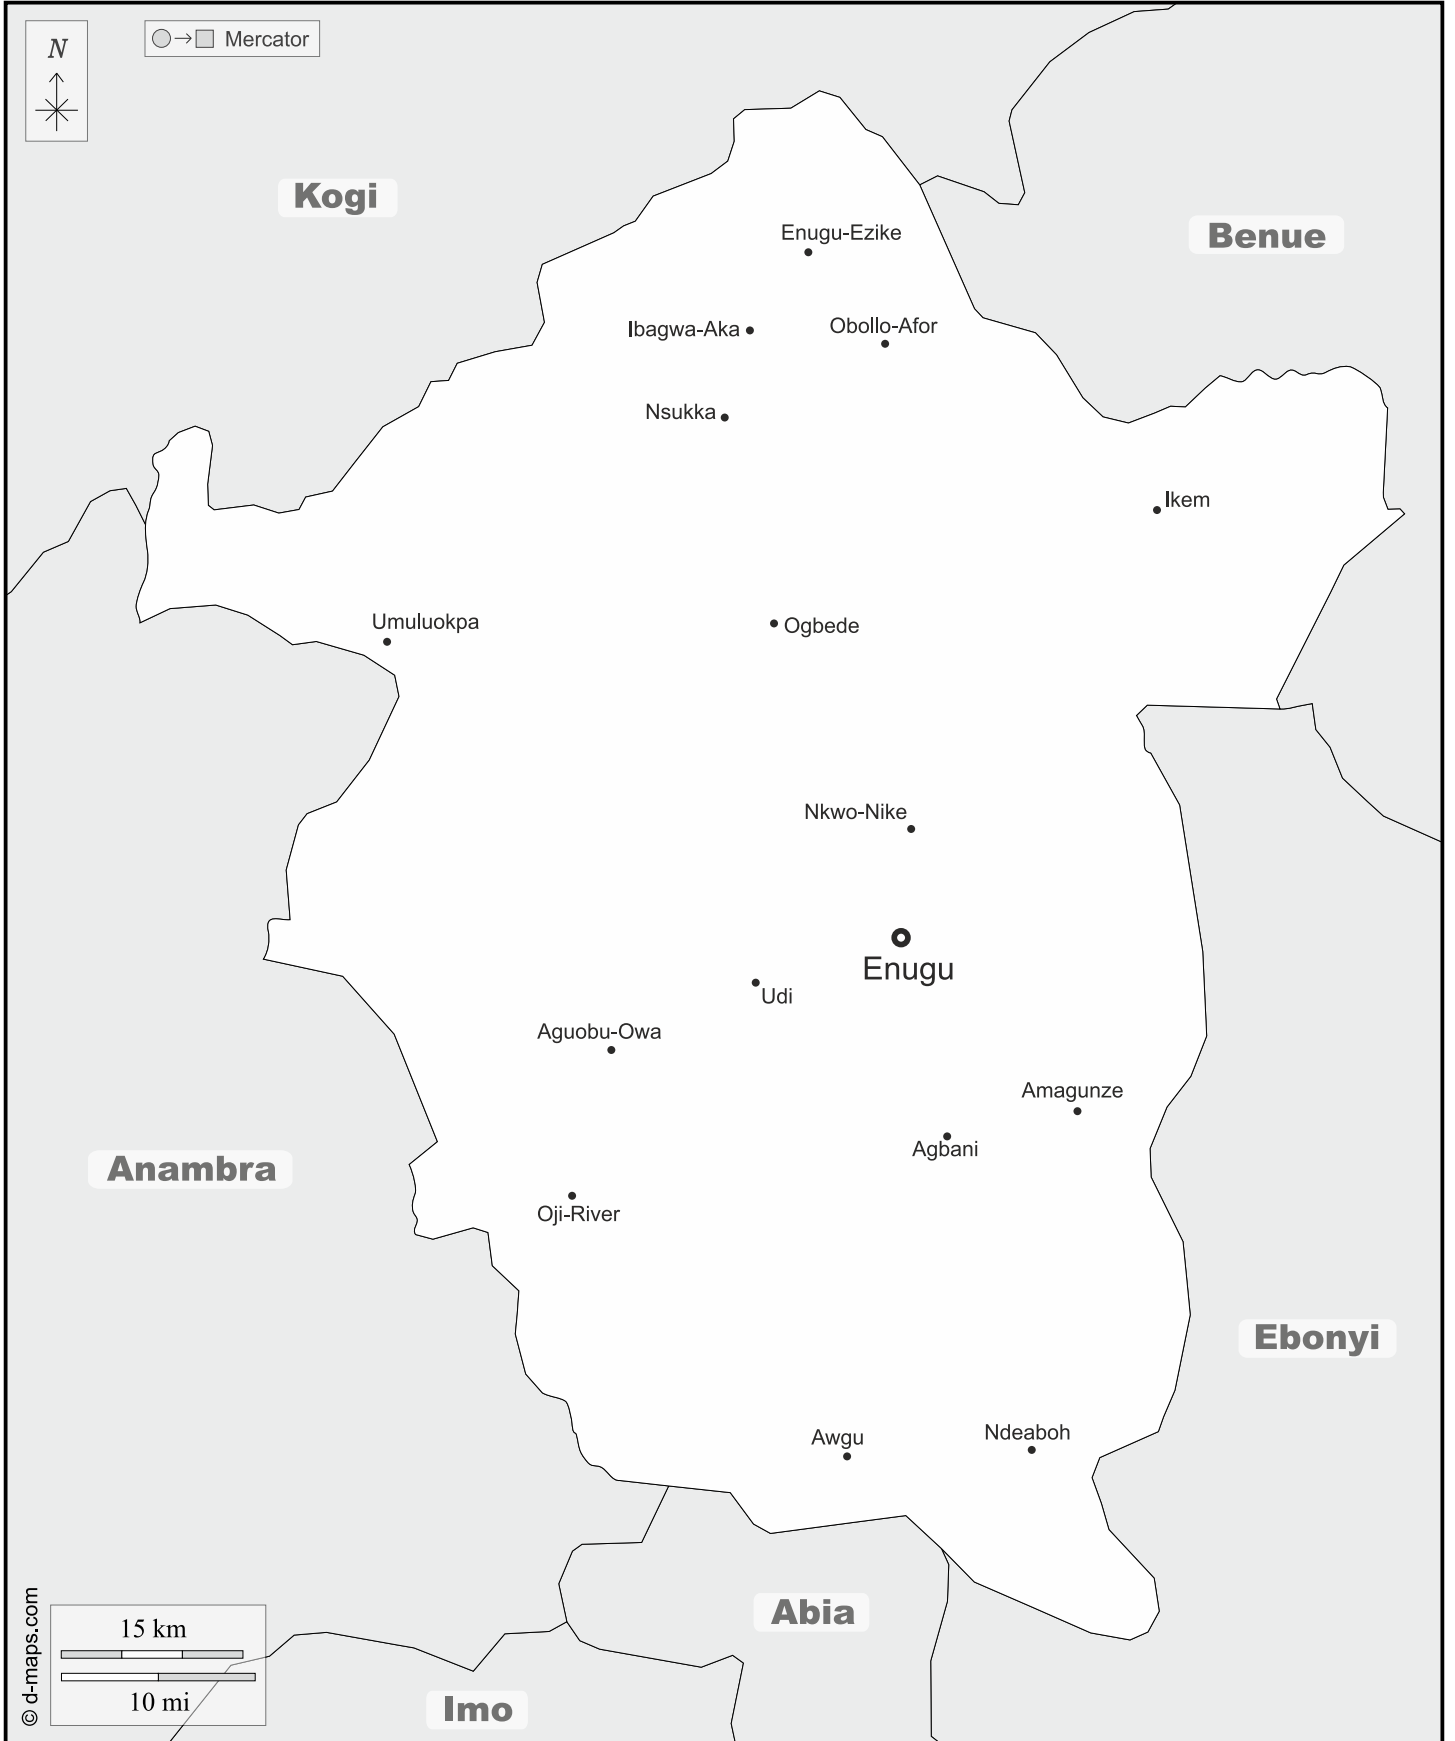 N
Mercator
Kogi
Benue
Enugu-Ezike
Ibagwa-Aka
Obollo-Afor
Nsukka
Ikem
Umuluokpa
Ogbede
Nkwo-Nike
Enugu
Udi
Aguobu-Owa
Amagunze
Agbani
Anambra
Oji-River
Ebonyi
Awgu
Ndeaboh
Abia
15 km
10 mi
Imo
© d-maps.com